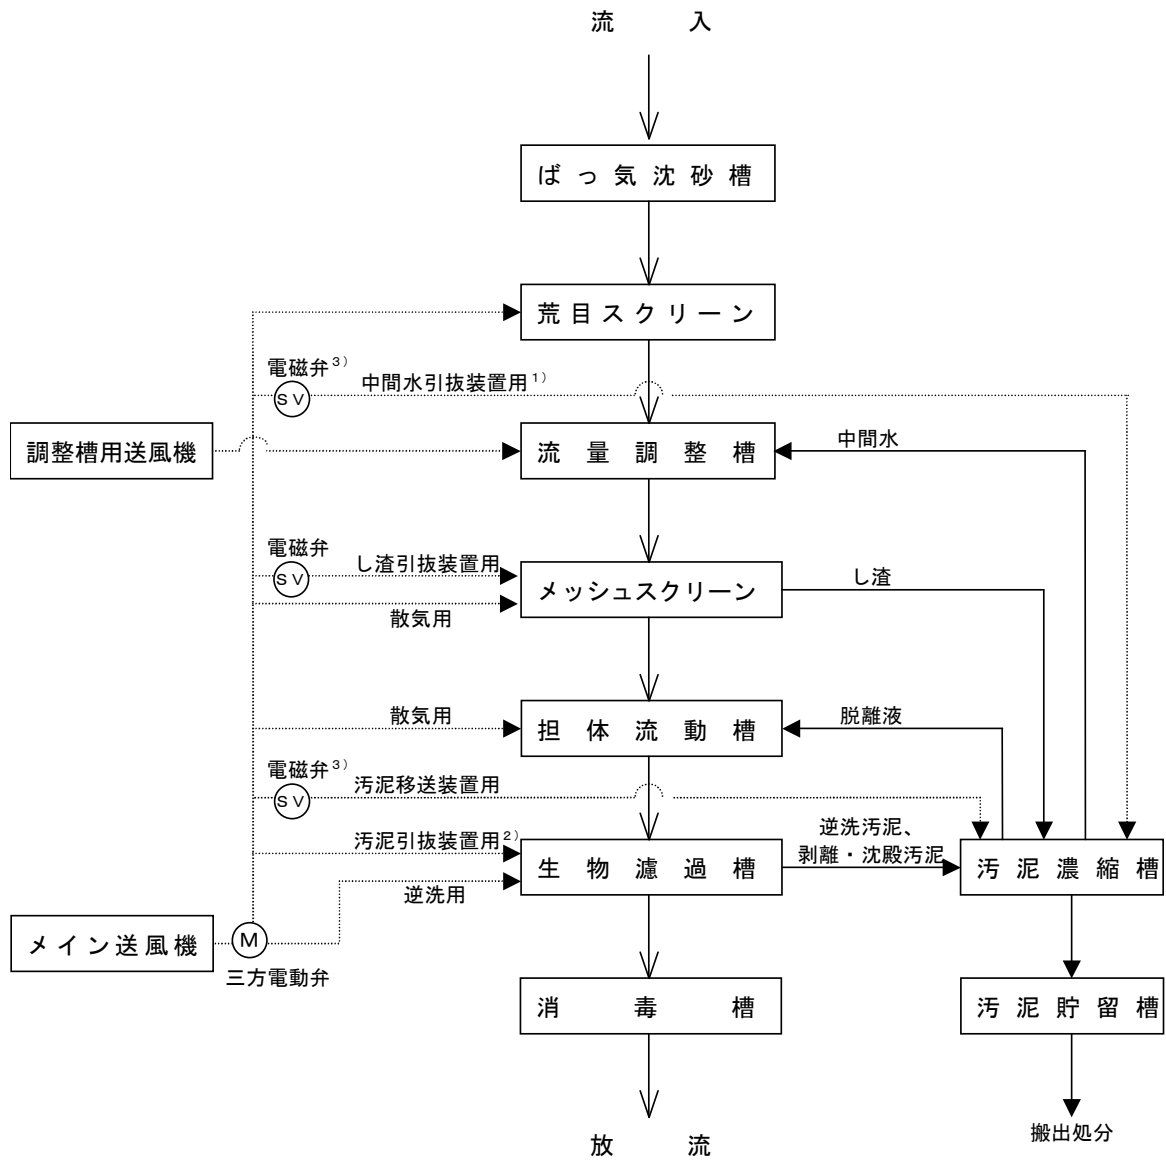 流 入
ばっ気沈砂槽
荒目スクリーン
電磁弁3)
SV
中間水引抜装置用1)
調整槽用送風機
流量調整槽
中間水
電磁弁
SV
し渣引抜装置用
散気用
メッシュスクリーン
し渣
散気用
担体流動槽
脱離液
電磁弁3)
SV
汚泥移送装置用
汚泥引抜装置用2)
逆洗用
生物濾過槽
逆洗汚泥、
剥離・沈殿汚泥
汚泥濃縮槽
メイン送風機
M
三方電動弁
消毒槽
汚泥貯留槽
放 流
搬出処分